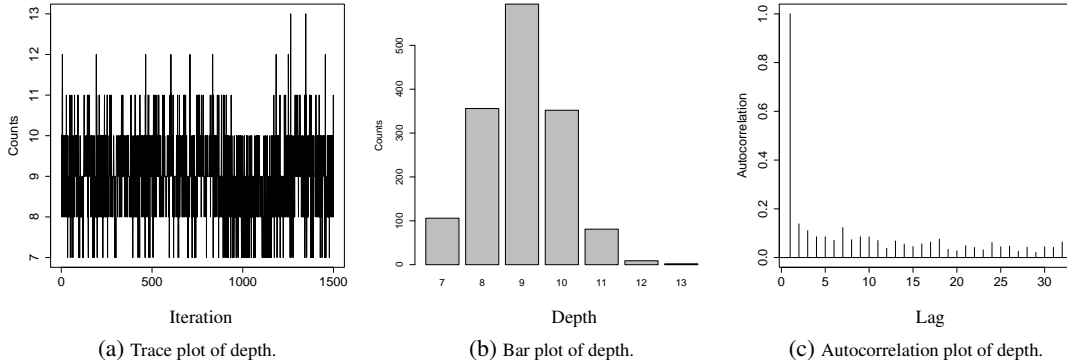 Counts
13
12
11
10
9
8
7
0 500 1000 1500
Iteration
(a) Trace plot of depth.
Counts
500
400
300
200
100
0
7 8 9 10 11 12 13
Depth
(b) Bar plot of depth.
Autocorrelation
1.0
0.8
0.6
0.4
0.2
0.0
0 5 10 15 20 25 30
Lag
(c) Autocorrelation plot of depth.